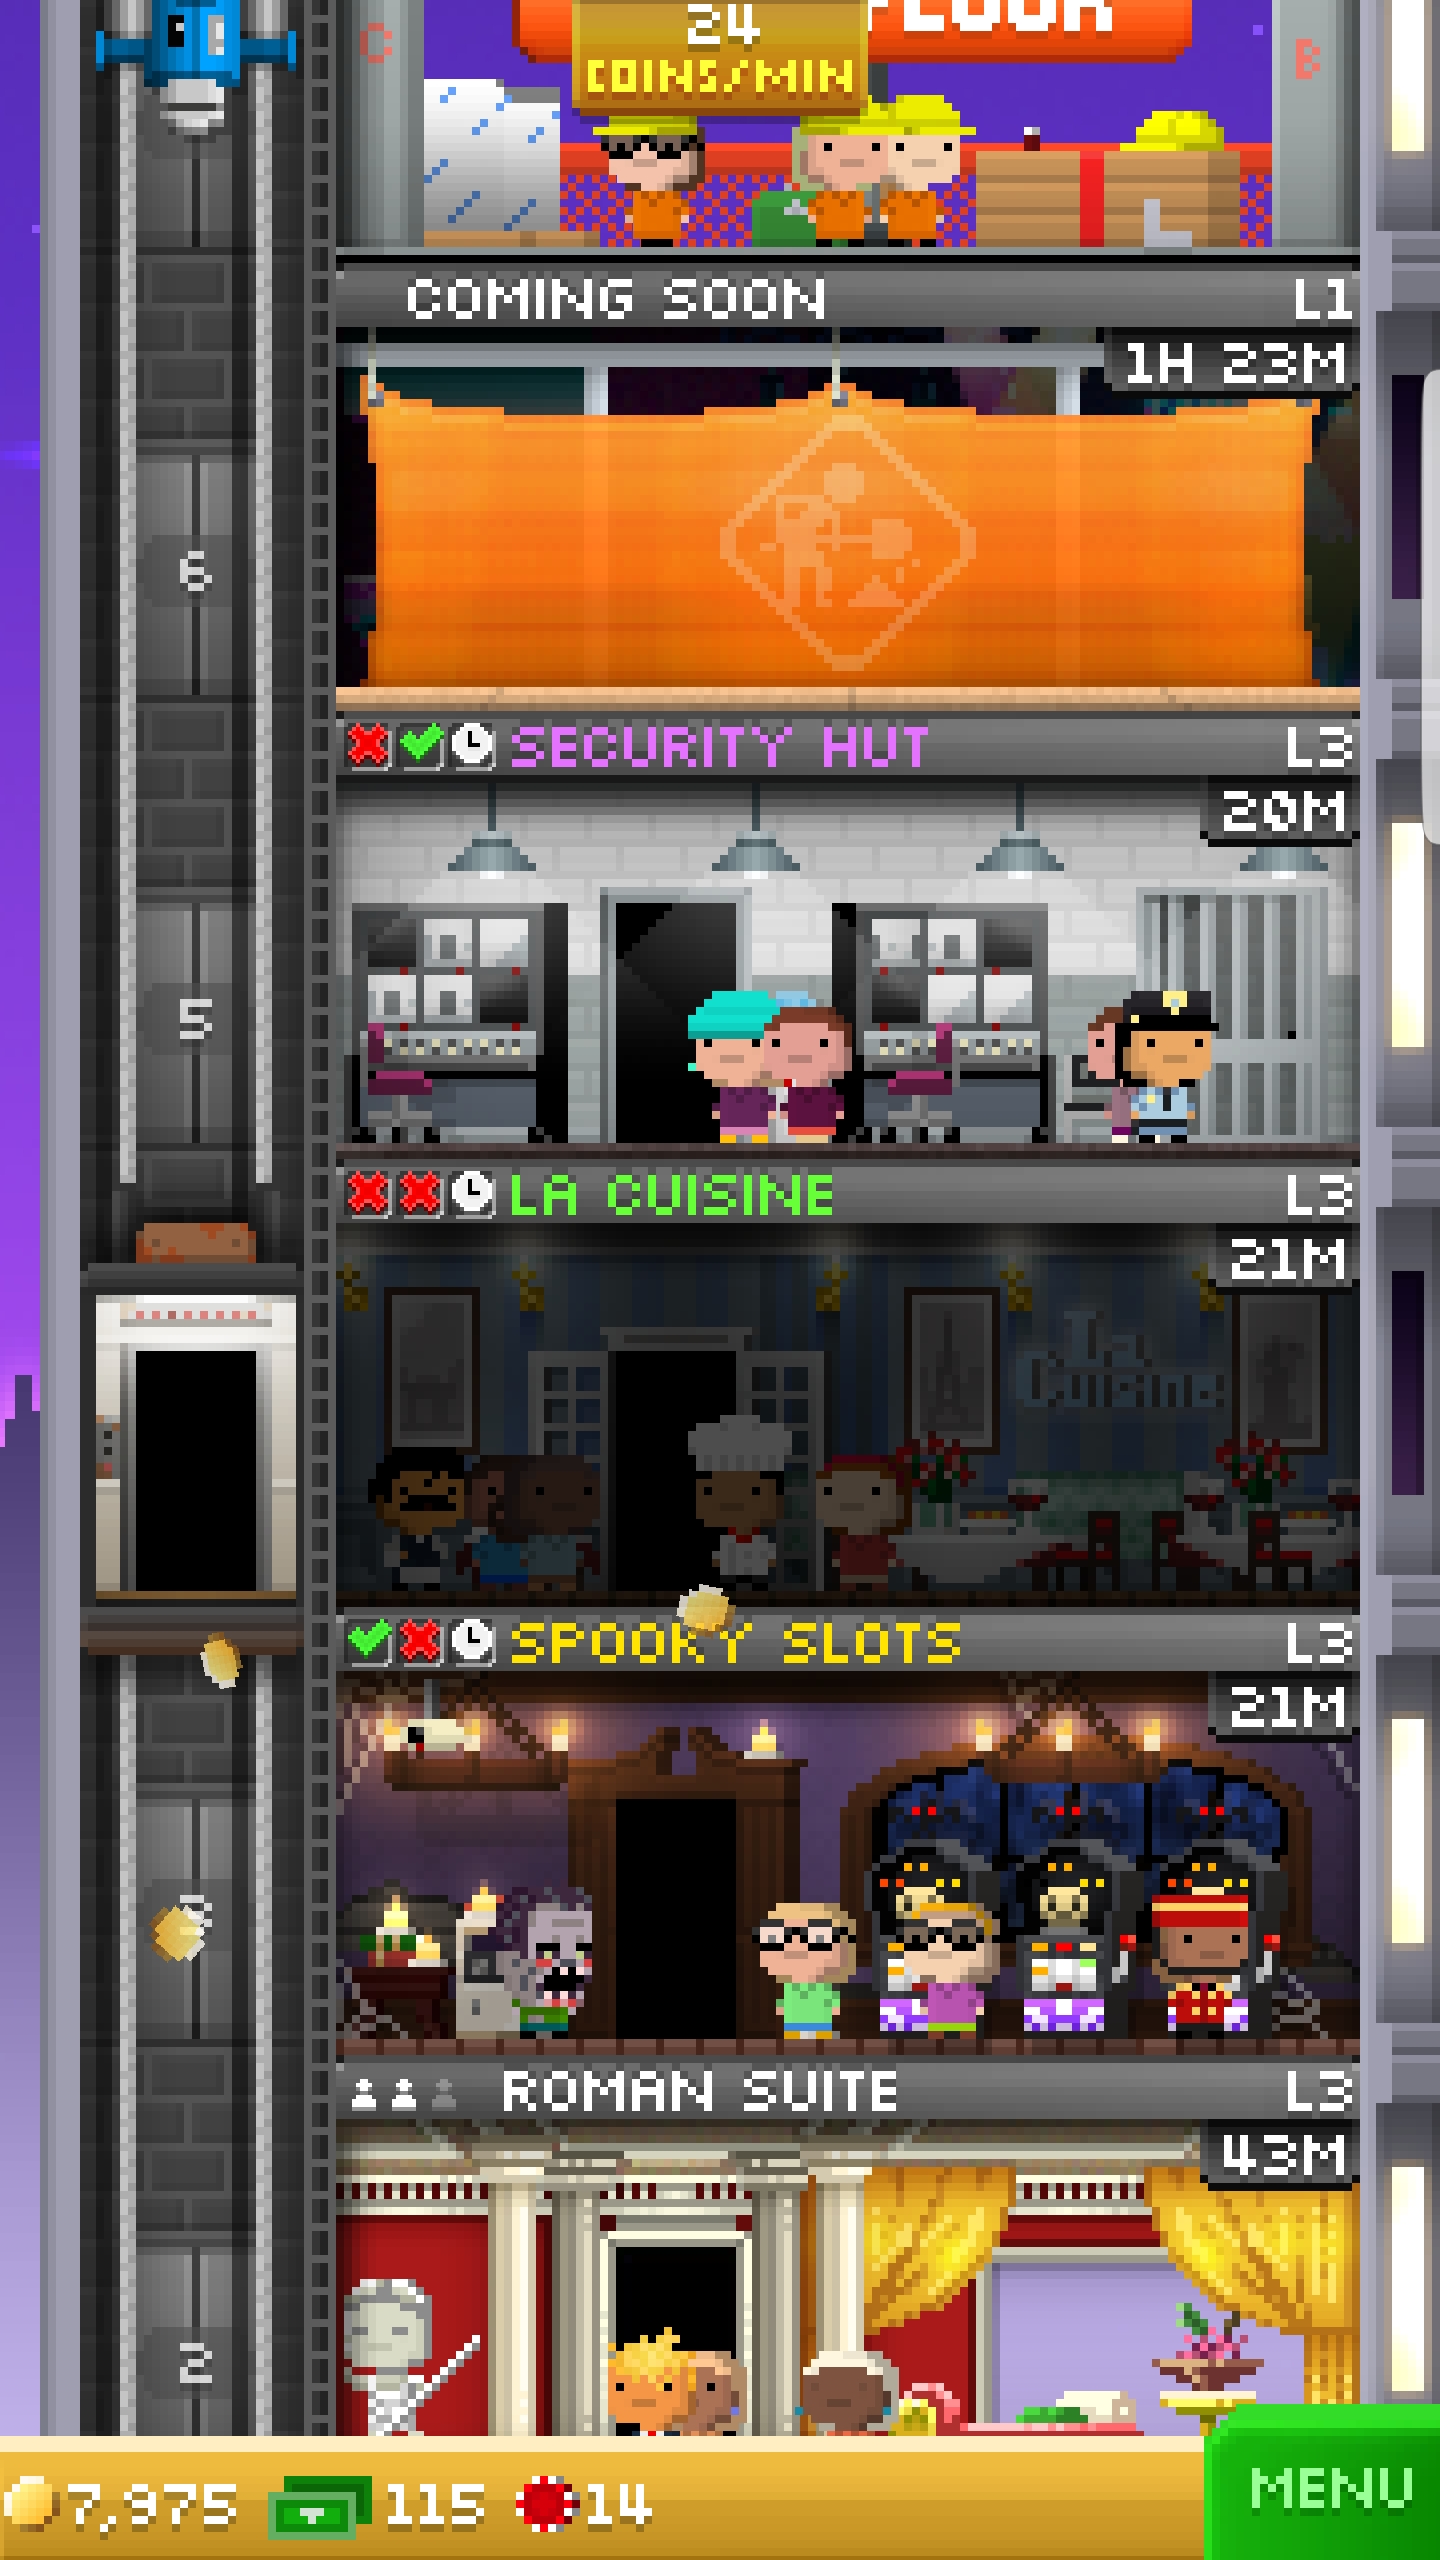 24
FLOOR
COINS/MIN
C
B
COMING SOON L1
1H 23M
6
SECURITY HUT L3
20M
5
LA CUISINE L3
21M
La
Cuisine
SPOOKY SLOTS L3
21M
ROMAN SUITE L3
43M
2
7,975 115 14
MENU